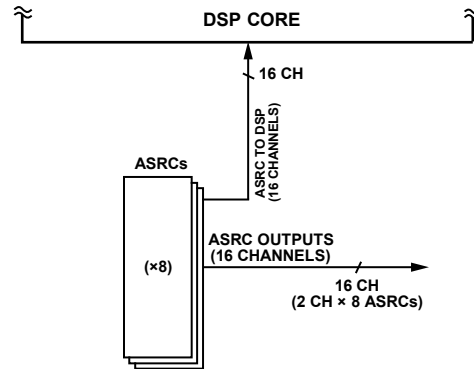 DSP CORE
16 CH
ASRC TO DSP
(16 CHANNELS)
ASRCs
(×8)
ASRC OUTPUTS
(16 CHANNELS)
16 CH
(2 CH × 8 ASRCs)